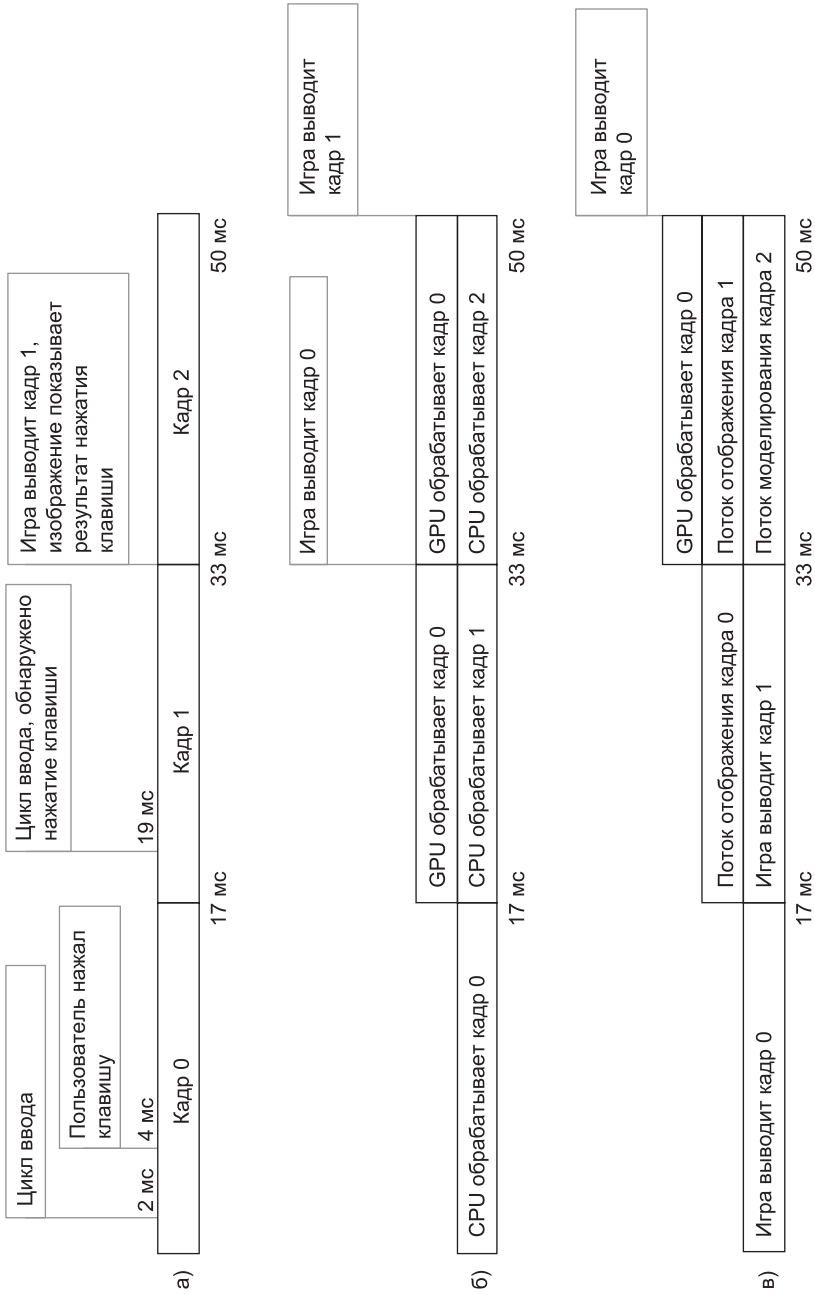 Цикл ввода
Пользователь нажал
клавишу
Цикл ввода, обнаружено
нажатие клавиши
Игра выводит кадр 1,
изображение показывает
результат нажатия
клавиши
2 мс
4 мс
19 мс
а)
Кадр 0
Кадр 1
Кадр 2
17 мс
33 мс
50 мс
Игра выводит кадр 0
Игра выводит
кадр 1
GPU обрабатывает кадр 0
GPU обрабатывает кадр 0
б)
CPU обрабатывает кадр 0
CPU обрабатывает кадр 1
CPU обрабатывает кадр 2
17 мс
33 мс
50 мс
Игра выводит
кадр 0
GPU обрабатывает кадр 0
Поток отображения кадра 0
Поток отображения кадра 1
в)
Игра выводит кадр 0
Игра выводит кадр 1
Поток моделирования кадра 2
17 мс
33 мс
50 мс